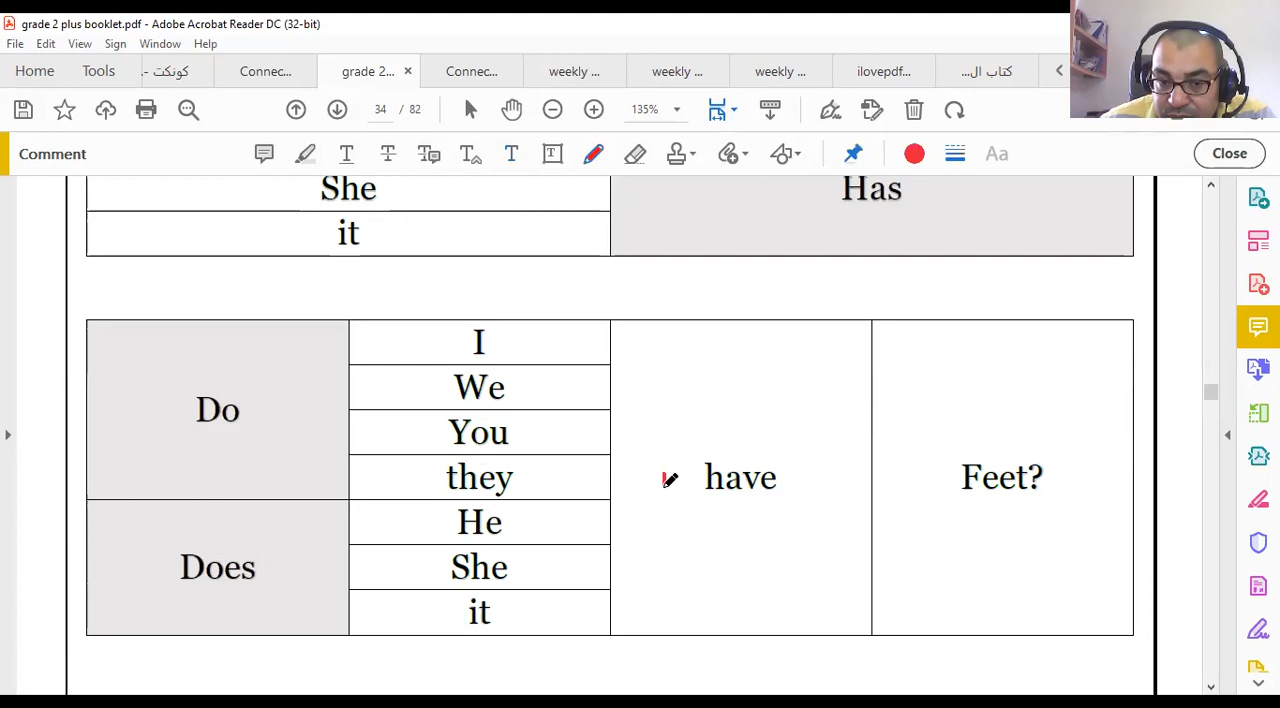 grade 2 plus booklet.pdf - Adobe Acrobat Reader DC (32-bit)
File Edit View Sign Window Help
Home Tools كونكت -.. Connec... grade 2... × Connec... weekly ... weekly ... weekly ... ilovepdf... كتاب ال...
34 / 82 135%
Comment T T T T T Aa Close
She Has
it
Do I have Feet?
We
You
they
Does He
She
it